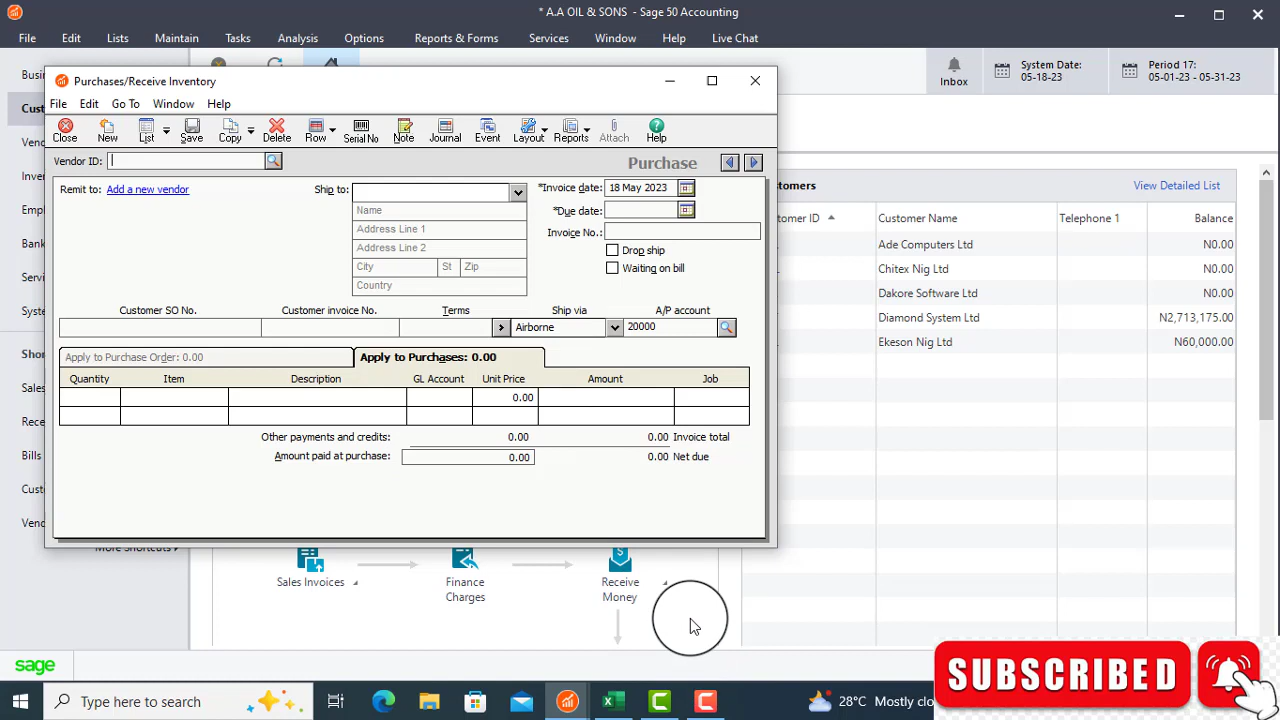 * A.A OIL & SONS - Sage 50 Accounting
File Edit Lists Maintain Tasks Analysis Options Reports & Forms Services Window Help Live Chat
Inbox
System Date:
05-18-23
Period 17:
05-01-23 - 05-31-23
Purchases/Receive Inventory
File Edit Go To Window Help
Close New List Save Copy Delete Row Serial No Note Journal Event Layout Reports Attach Help
Vendor ID:
Purchase
Remit to: Add a new vendor
Ship to:
Name
Address Line 1
Address Line 2
City St Zip
Country
*Invoice date: 18 May 2023
*Due date:
Invoice No.:
Drop ship
Waiting on bill
Customer SO No. Customer invoice No. Terms Ship via A/P account
Airborne 20000
Apply to Purchase Order: 0.00 Apply to Purchases: 0.00
Quantity Item Description GL Account Unit Price Amount Job
0.00
Other payments and credits: 0.00 0.00 Invoice total
Amount paid at purchase: 0.00 0.00 Net due
View Detailed List
Customer Name Telephone 1 Balance
Ade Computers Ltd N0.00
Chitex Nig Ltd N0.00
Dakore Software Ltd N0.00
Diamond System Ltd N2,713,175.00
Ekeson Nig Ltd N60,000.00
Sales Invoices
Finance
Charges
Receive
Money
sage
SUBSCRIBED
Type here to search
28°C Mostly clo